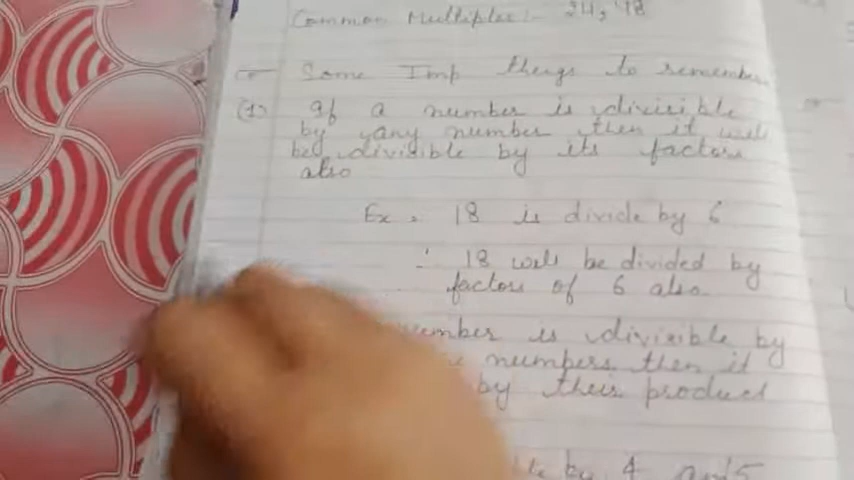 Common Multiples:- 24, 18
Some Imp things to remember
(1) If a number is divisible
by any number then it will
be divisible by its factors
also
Ex. 18 is divide by 6
∴ 18 will be divided by
factors of 6 also
number is divisible by
numbers then it
by their product
by 4 and 5